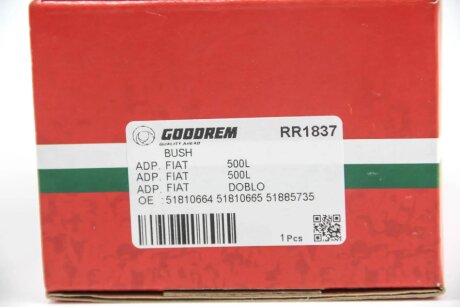 GOODREM RR1837
QUALITY AHEAD
BUSH
ADP. FIAT 500L
ADP. FIAT 500L
ADP. FIAT DOBLO
OE :51810664 51810665 51885735
1 Pcs